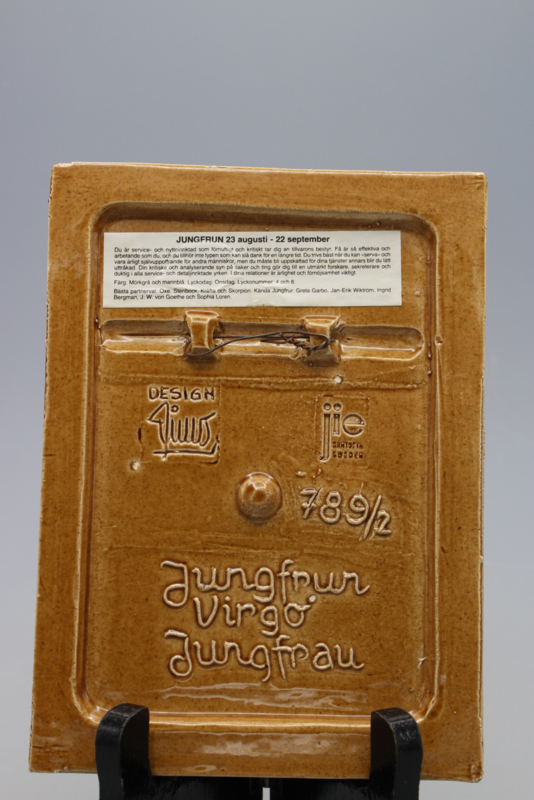 JUNGFRUN 23 augusti - 22 september
Du är service- och nyttoinriktad som förnuftigt och kritiskt tar dig an tillvarons bestyr. Få är så effektiva och
arbetande som du, och du tillhör inte typen som kan slå dank för en längre tid. Du trivs bäst när du kan «serva» och
vara ärligt självuppoffrande för andra människor, men du måste bli uppskattad för dina tjänster annars blir du lätt
uttråkad. Din kritiska och analyserande syn på saker och ting gör dig till en utmärkt forskare, sekreterare och
duktig i alla service- och detaljinriktade yrken. I dina relationer är ärlighet och förnöjsamhet viktigt.
Färg: Mörkgrå och marinblå. Lyckodag: Onsdag. Lyckonummer: 4 och 8.
Bästa partnerval: Oxe, Stenbock, Kräfta och Skorpion. Kända Jungfrur: Greta Garbo, Jan-Erik Wikström, Ingrid
Bergman, J. W. von Goethe och Sophia Loren.
DESIGN
jie
GANTOFTA
SWEDEN
789/2
Jungfrun
Virgo
Jungfrau